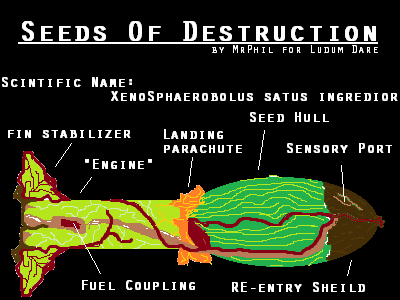 Seeds Of Destruction
by MrPhil for Ludum Dare
Scintific Name:
XenoSphaerobolus satus ingredior
Seed Hull
fin stabilizer
Landing
parachute
Sensory Port
"Engine"
Fuel Coupling
Re-entry Sheild